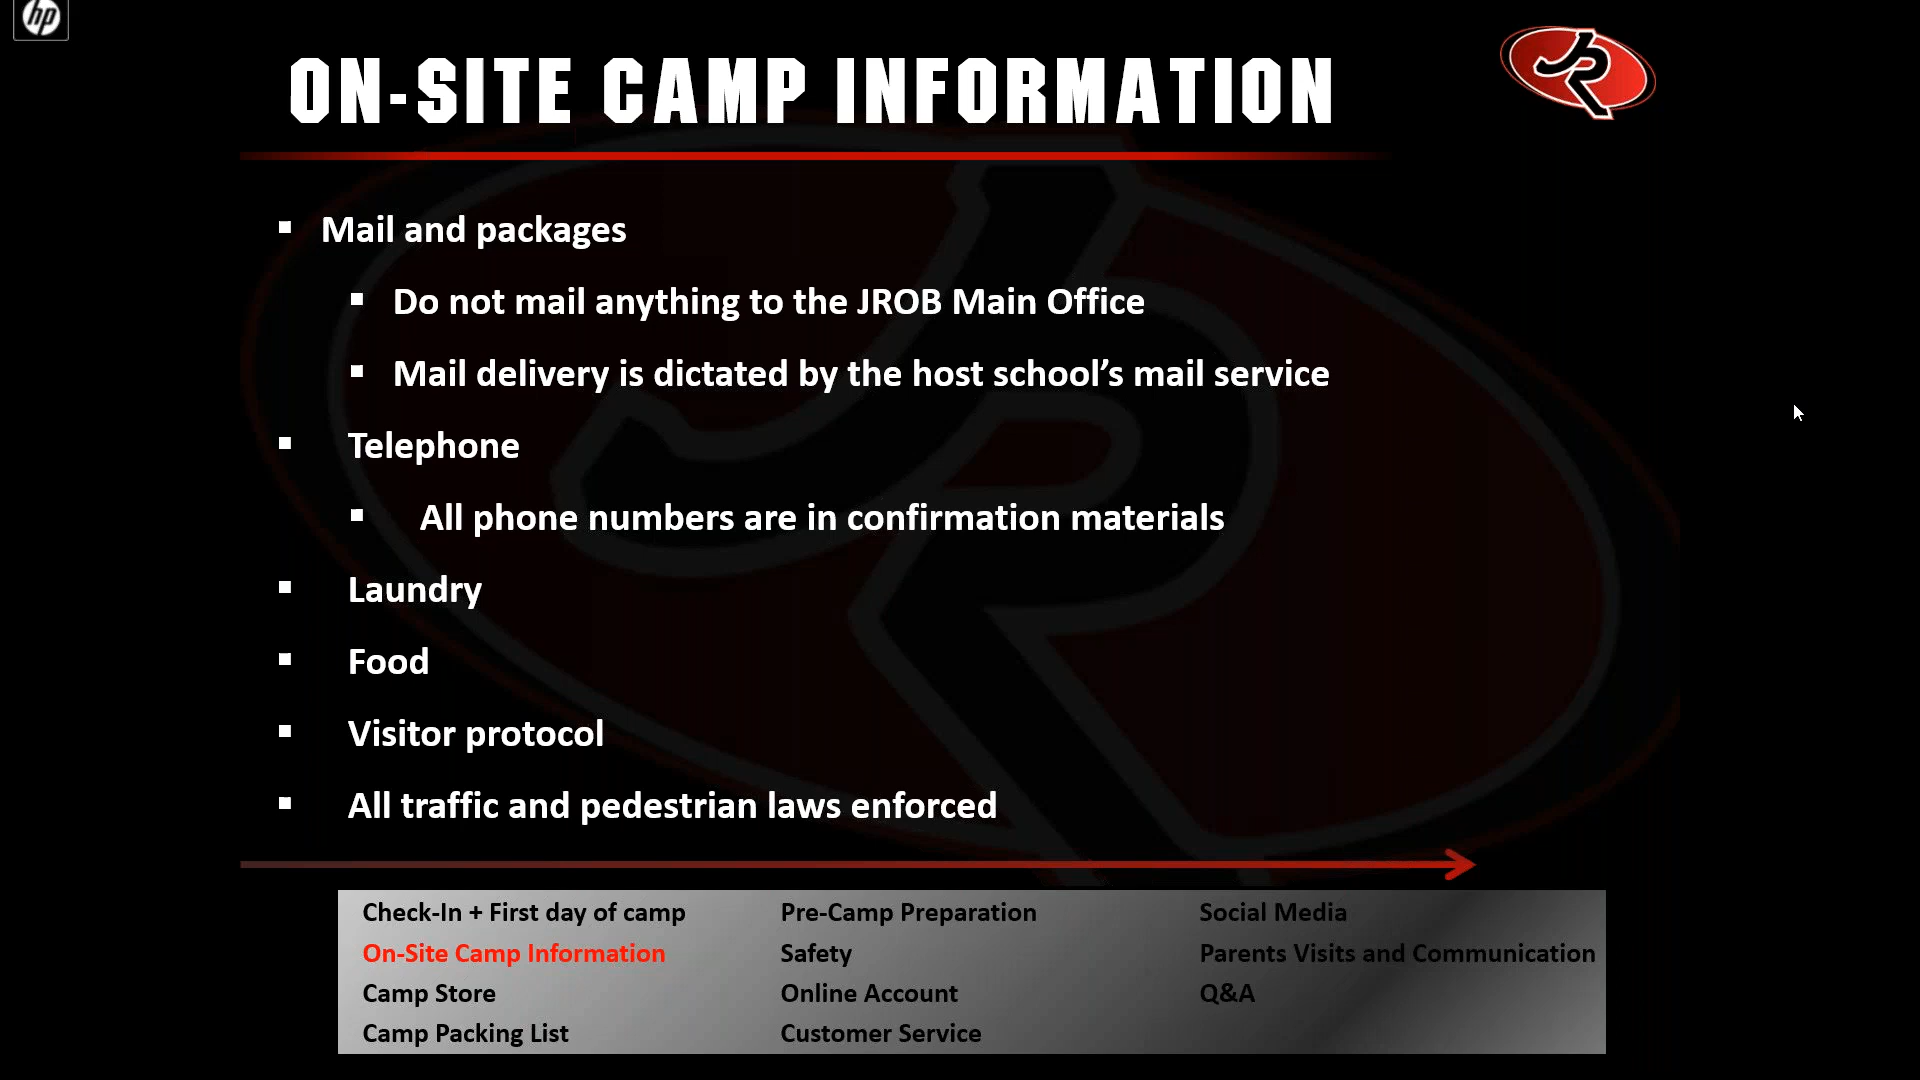 hp
ON-SITE CAMP INFORMATION
JR
Mail and packages
Do not mail anything to the JROB Main Office
Mail delivery is dictated by the host school’s mail service
Telephone
All phone numbers are in confirmation materials
Laundry
Food
Visitor protocol
All traffic and pedestrian laws enforced
Check-In + First day of camp
On-Site Camp Information
Camp Store
Camp Packing List
Pre-Camp Preparation
Safety
Online Account
Customer Service
Social Media
Parents Visits and Communication
Q&A